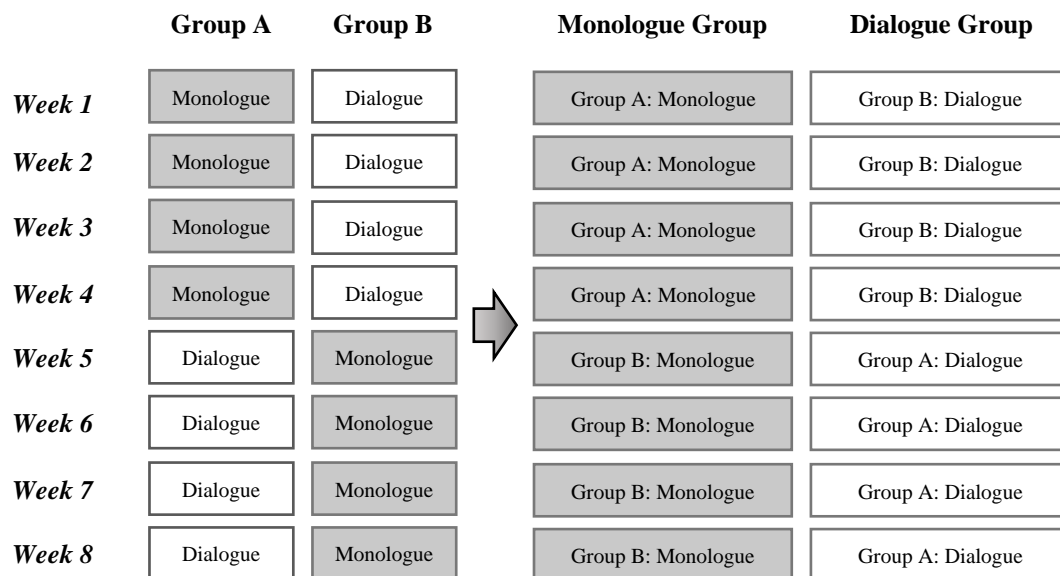 Group A Group B Monologue Group Dialogue Group
Week 1 Monologue Dialogue Group A: Monologue Group B: Dialogue
Week 2 Monologue Dialogue Group A: Monologue Group B: Dialogue
Week 3 Monologue Dialogue Group A: Monologue Group B: Dialogue
Week 4 Monologue Dialogue Group A: Monologue Group B: Dialogue
Week 5 Dialogue Monologue Group B: Monologue Group A: Dialogue
Week 6 Dialogue Monologue Group B: Monologue Group A: Dialogue
Week 7 Dialogue Monologue Group B: Monologue Group A: Dialogue
Week 8 Dialogue Monologue Group B: Monologue Group A: Dialogue